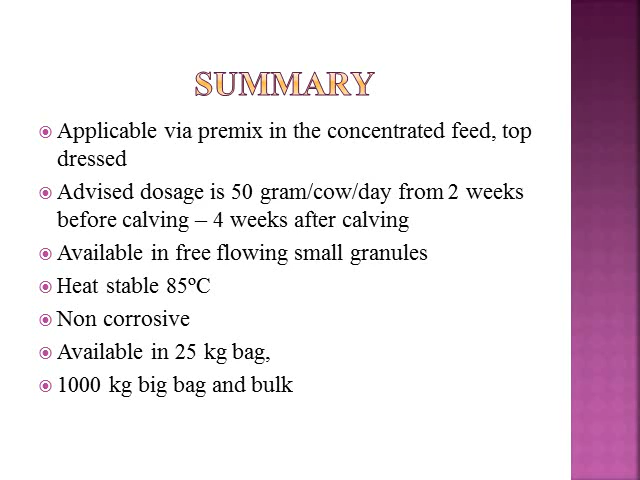 SUMMARY
Applicable via premix in the concentrated feed, top
dressed
Advised dosage is 50 gram/cow/day from 2 weeks
before calving – 4 weeks after calving
Available in free flowing small granules
Heat stable 85ºC
Non corrosive
Available in 25 kg bag,
1000 kg big bag and bulk